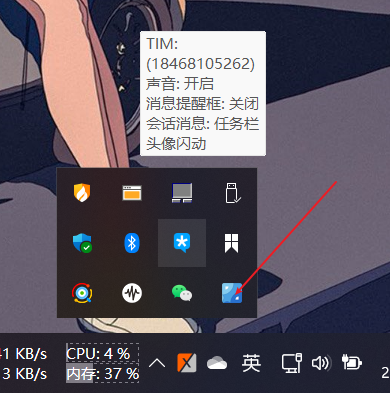 TIM:
(18468105262)
声音: 开启
消息提醒框: 关闭
会话消息: 任务栏
头像闪动
41 KB/s
CPU: 4 %
英
3 KB/s
内存: 37 %
2